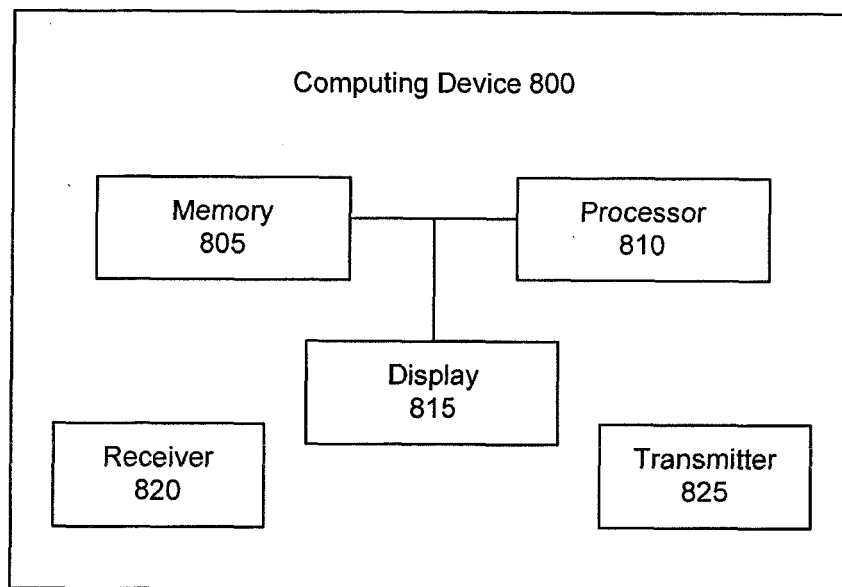 Computing Device 800
Memory
805
Processor
810
Display
815
Receiver
820
Transmitter
825